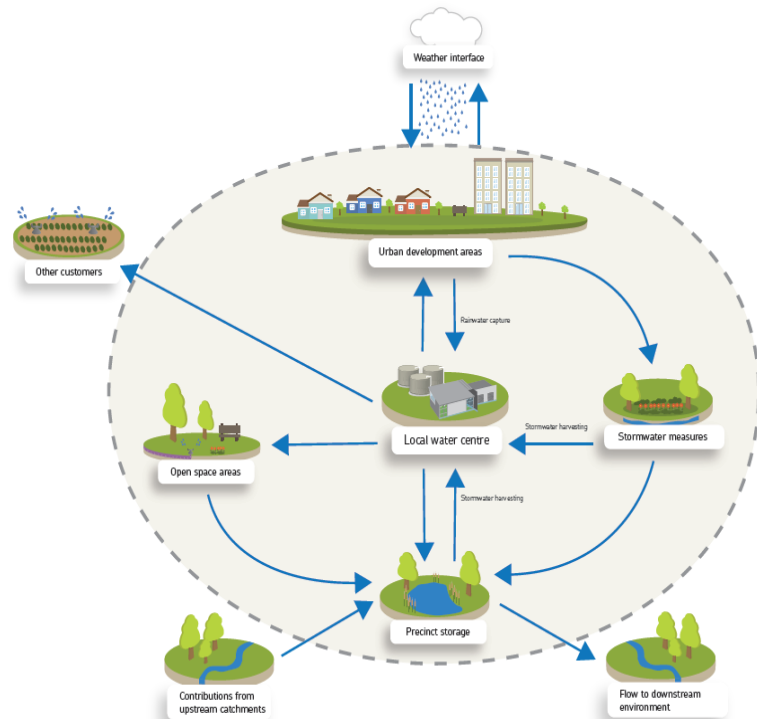 Weather interface
Urban development areas
Other customers
Rainwater capture
Local water centre
Stormwater harvesting
Stormwater measures
Open space areas
Stormwater harvesting
Precinct storage
Contributions from
upstream catchments
Flow to downstream
environment